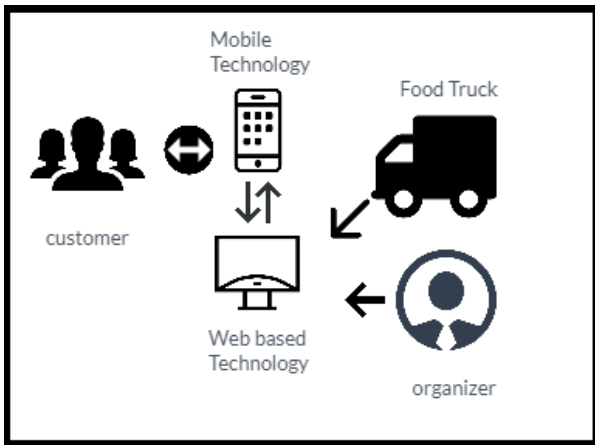 Mobile
Technology
Food Truck
customer
Web based
Technology
organizer